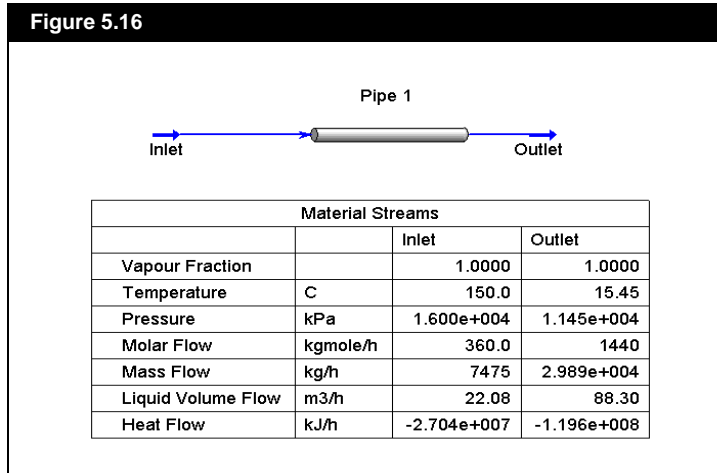 Figure 5.16
Pipe 1
Inlet Outlet
Material Streams
Inlet Outlet
Vapour Fraction 1.0000 1.0000
Temperature C 150.0 15.45
Pressure kPa 1.600e+004 1.145e+004
Molar Flow kgmole/h 360.0 1440
Mass Flow kg/h 7475 2.989e+004
Liquid Volume Flow m3/h 22.08 88.30
Heat Flow kJ/h -2.704e+007 -1.196e+008